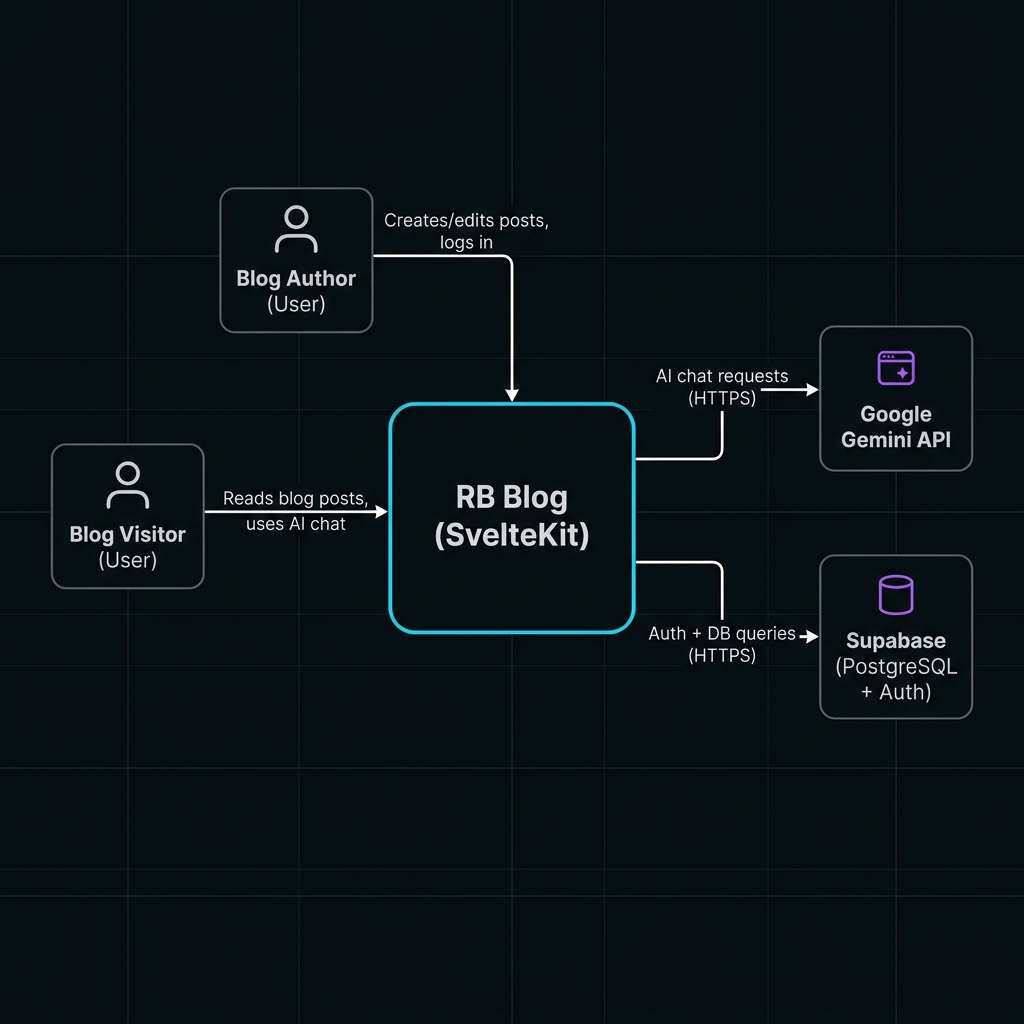 Creates/edits posts,
logs in
Blog Author
(User)
AI chat requests
(HTTPS)
Google
Gemini API
Reads blog posts,
uses AI chat
Blog Visitor
(User)
RB Blog
(SvelteKit)
Auth + DB queries
(HTTPS)
Supabase
(PostgreSQL
+ Auth)